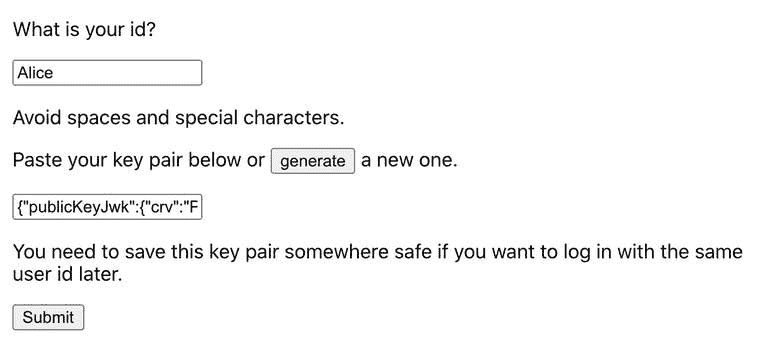 What is your id?
Alice
Avoid spaces and special characters.
Paste your key pair below or generate a new one.
{"publicKeyJwk":{"crv":"F
You need to save this key pair somewhere safe if you want to log in with the same
user id later.
Submit